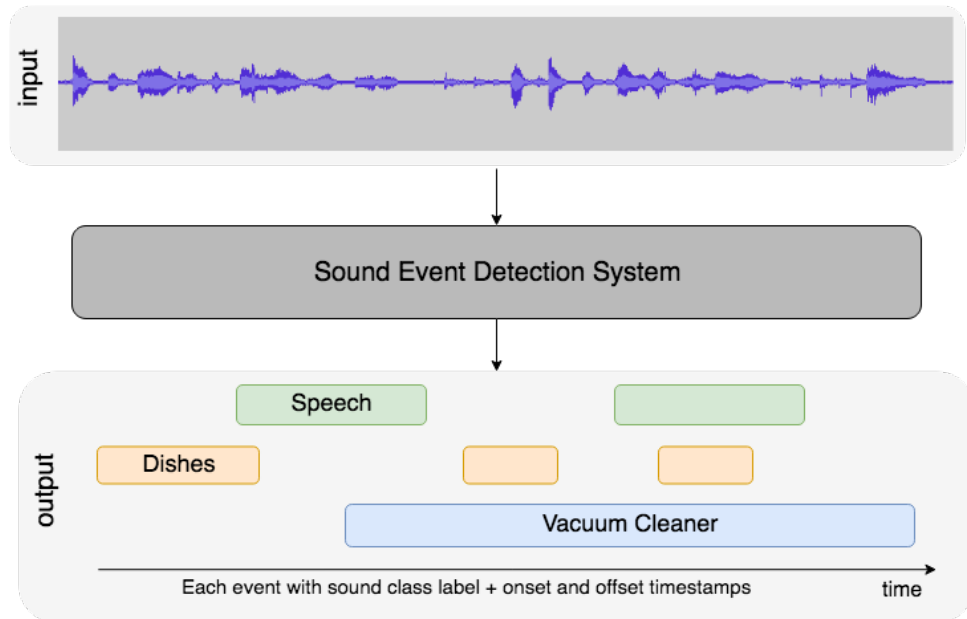 input
Sound Event Detection System
output
Speech
Dishes
Vacuum Cleaner
Each event with sound class label + onset and offset timestamps
time